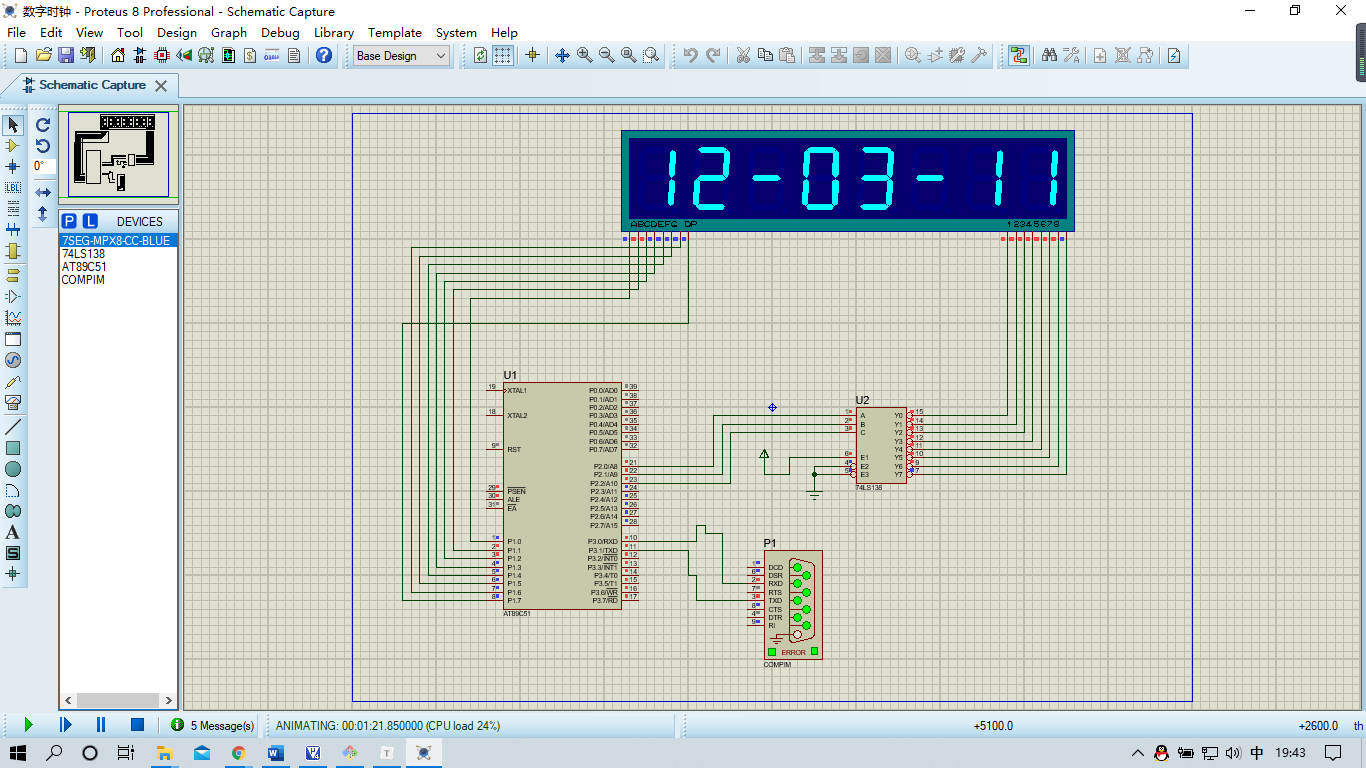 数字时钟 - Proteus 8 Professional - Schematic Capture
File Edit View Tool Design Graph Debug Library Template System Help
Base Design
Schematic Capture
0°
LBL
A
S
P L DEVICES
7SEG-MPX8-CC-BLUE
74LS138
AT89C51
COMPIM
12-03-11
ABCDEFG DP 12345678
U1
19 XTAL1
18 XTAL2
9 RST
29 PSEN
30 ALE
31 EA
1 P1.0
2 P1.1
3 P1.2
4 P1.3
5 P1.4
6 P1.5
7 P1.6
8 P1.7
P0.0/AD0 39
P0.1/AD1 38
P0.2/AD2 37
P0.3/AD3 36
P0.4/AD4 35
P0.5/AD5 34
P0.6/AD6 33
P0.7/AD7 32
P2.0/A8 21
P2.1/A9 22
P2.2/A10 23
P2.3/A11 24
P2.4/A12 25
P2.5/A13 26
P2.6/A14 27
P2.7/A15 28
P3.0/RXD 10
P3.1/TXD 11
P3.2/INT0 12
P3.3/INT1 13
P3.4/T0 14
P3.5/T1 15
P3.6/WR 16
P3.7/RD 17
AT89C51
U2
1 A Y0 15
2 B Y1 14
3 C Y2 13
Y3 12
Y4 11
6 E1 Y5 10
4 E2 Y6 9
5 E3 Y7 7
74LS138
P1
1 DCD
6 DSR
2 RXD
7 RTS
3 TXD
8 CTS
4 DTR
9 RI
ERROR
COMPIM
5 Message(s) ANIMATING: 00:01:21.850000 (CPU load 24%) +5100.0 +2600.0 th
中 19:43